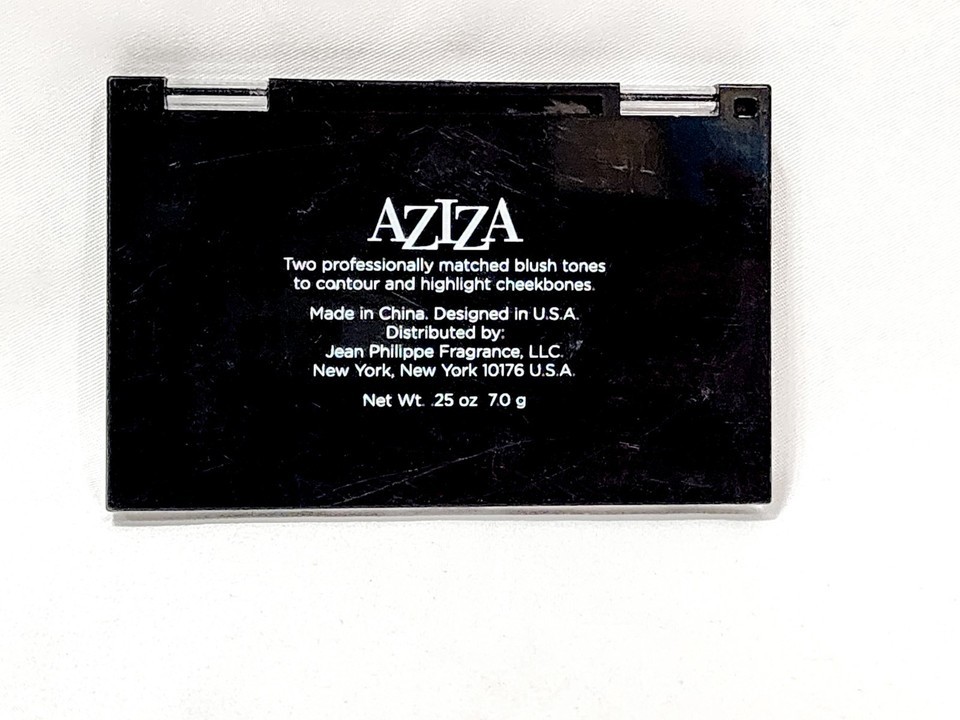 AZIZA
Two professionally matched blush tones
to contour and highlight cheekbones.
Made in China. Designed in U.S.A.
Distributed by:
Jean Philippe Fragrance, LLC.
New York, New York 10176 U.S.A.
Net Wt. .25 oz 7.0 g